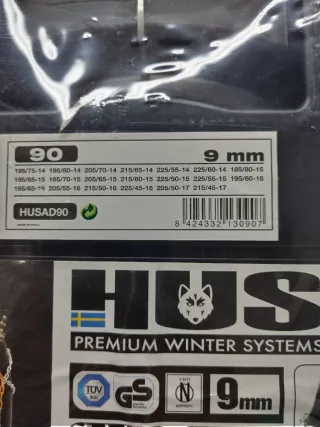 90 9 mm
195/75-14 195/80-14 205/70-14 215/65-14 225/55-14 225/60-14 185/80-15
195/65-15 185/70-15 205/65-15 215/60-15 225/50-15 225/55-15 195/60-16
195/65-16 205/55-16 215/50-16 225/45-16 205/50-17 215/45-17
HUSAD90
8 424332 130907
HUS
PREMIUM WINTER SYSTEMS
TÜV GS N 9mm